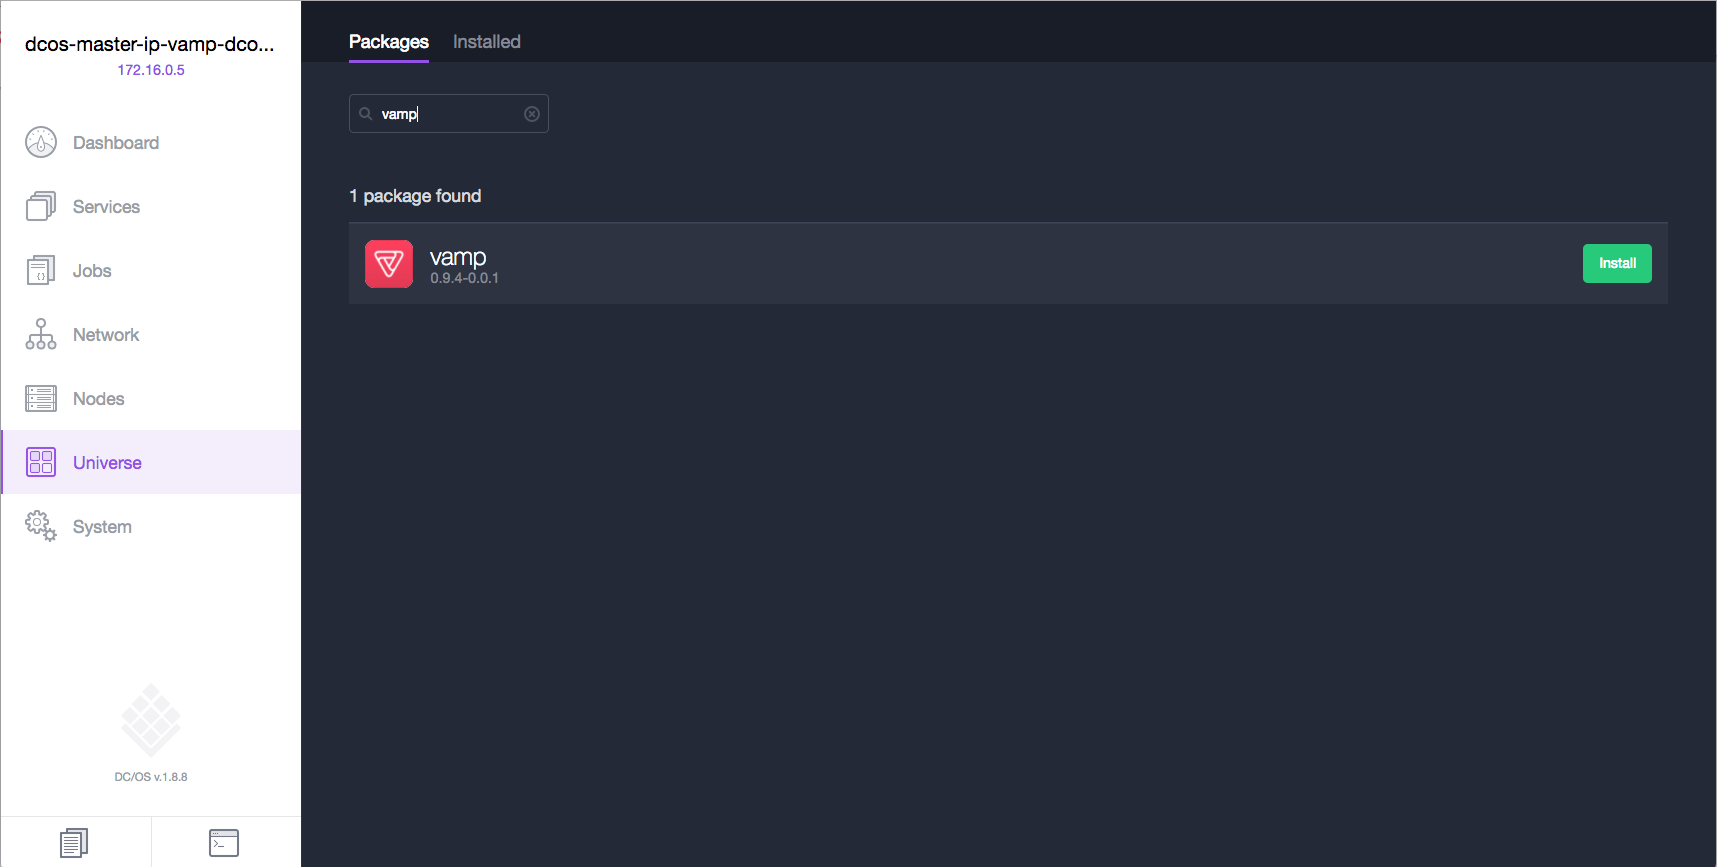 dcos-master-ip-vamp-dco...
172.16.0.5
Dashboard
Services
Jobs
Network
Nodes
Universe
System
DC/OS v.1.8.8
Packages Installed
vamp
1 package found
vamp
0.9.4-0.0.1
Install